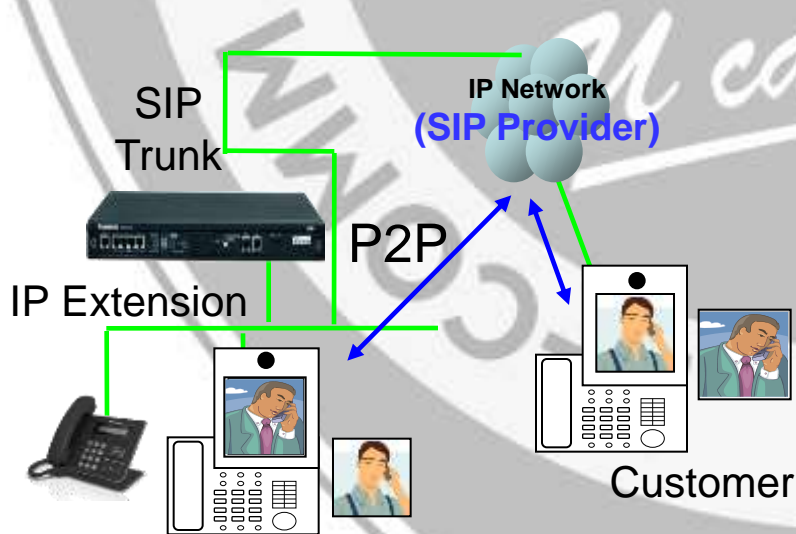 IP Network
(SIP Provider)
SIP
Trunk
P2P
IP Extension
Customer